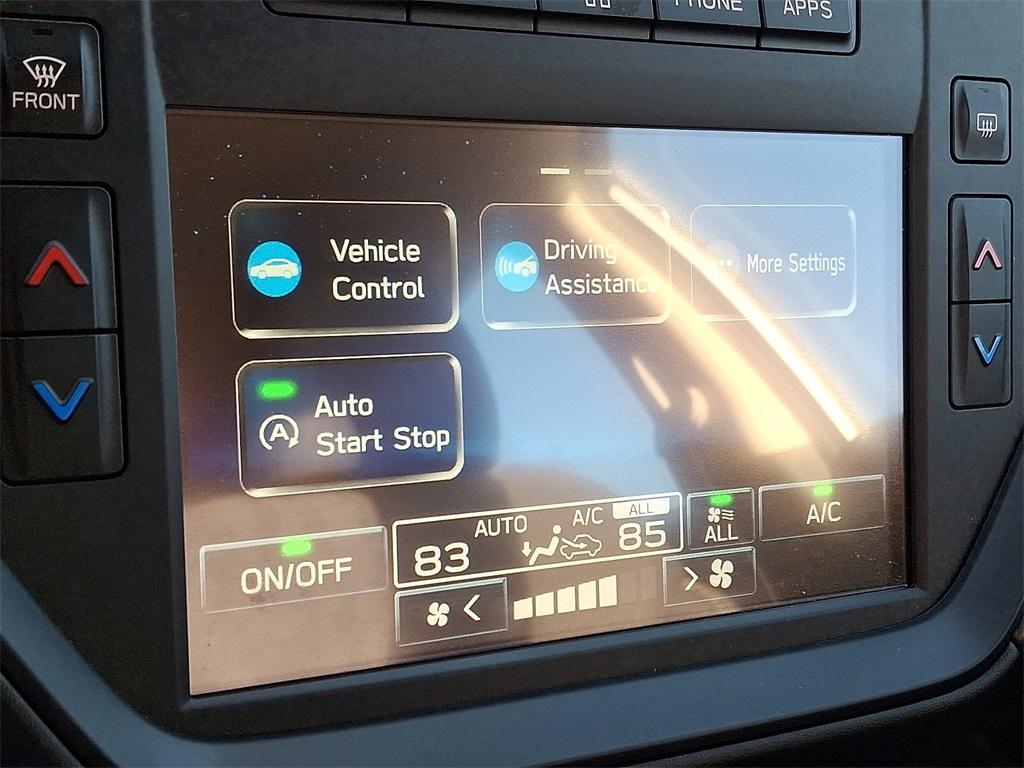 PHONE
APPS
FRONT
Vehicle
Control
Driving
Assistance
More Settings
A
Auto
Start Stop
ON/OFF
AUTO
A/C
ALL
83
85
ALL
A/C